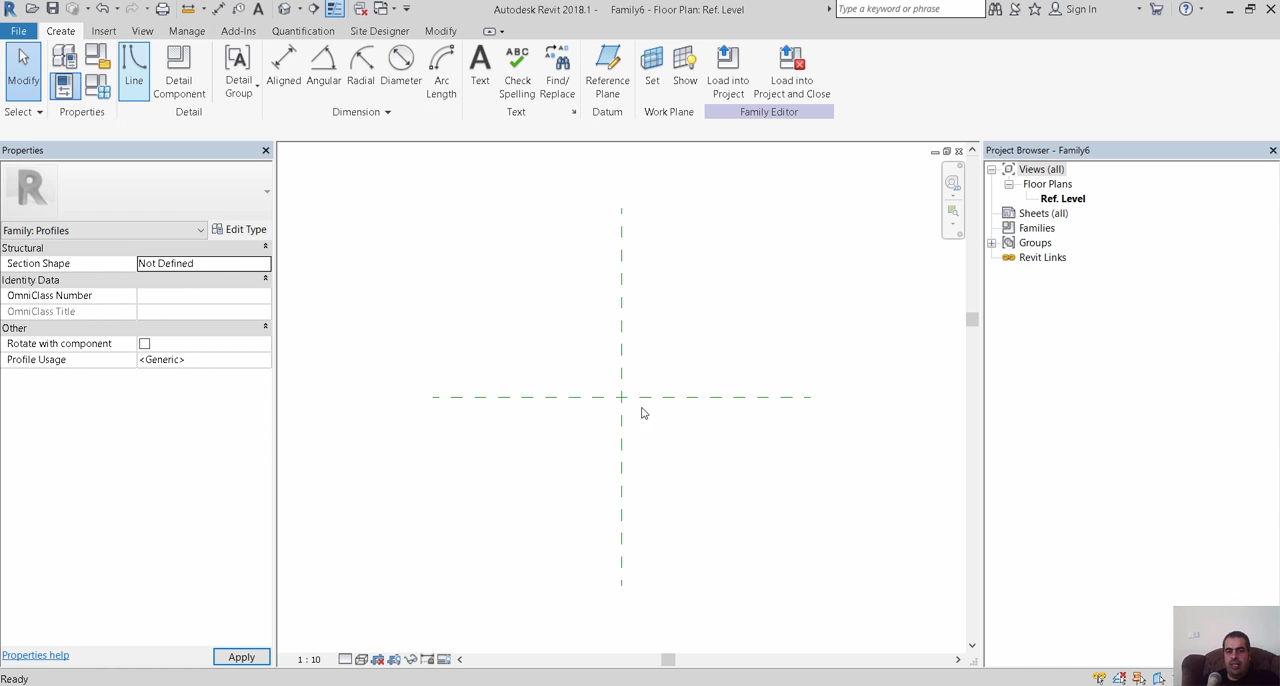 Autodesk Revit 2018.1 - Family6 - Floor Plan: Ref. Level
Type a keyword or phrase
Sign In
File Create Insert View Manage Add-Ins Quantification Site Designer Modify
Modify
Line
Detail
Component
Detail
Group
Aligned Angular Radial Diameter Arc
Length
ABC
Text Check
Spelling
Find/
Replace
Reference
Plane
Set Show Load into
Project
Load into
Project and Close
Select Properties Detail Dimension Text Datum Work Plane Family Editor
Properties
Project Browser - Family6
R
Views (all)
Floor Plans
Ref. Level
Sheets (all)
Families
Groups
Revit Links
Family: Profiles Edit Type
Structural
Section Shape Not Defined
Identity Data
OmniClass Number
OmniClass Title
Other
Rotate with component
Profile Usage <Generic>
Properties help Apply
1 : 10
Ready